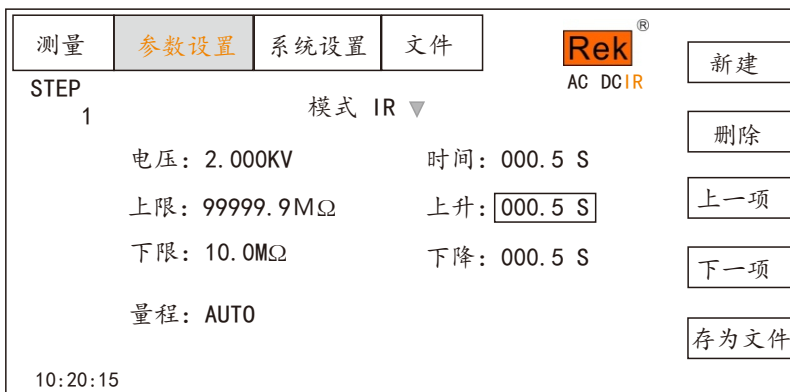 测量 参数设置 系统设置 文件 Rek®
AC DCIR
新建
STEP
1
模式 IR ▼
删除
电压: 2.000KV 时间: 000.5 S
上限: 99999.9MΩ 上升: 000.5 S
上一项
下限: 10.0MΩ 下降: 000.5 S
下一项
量程: AUTO
存为文件
10:20:15